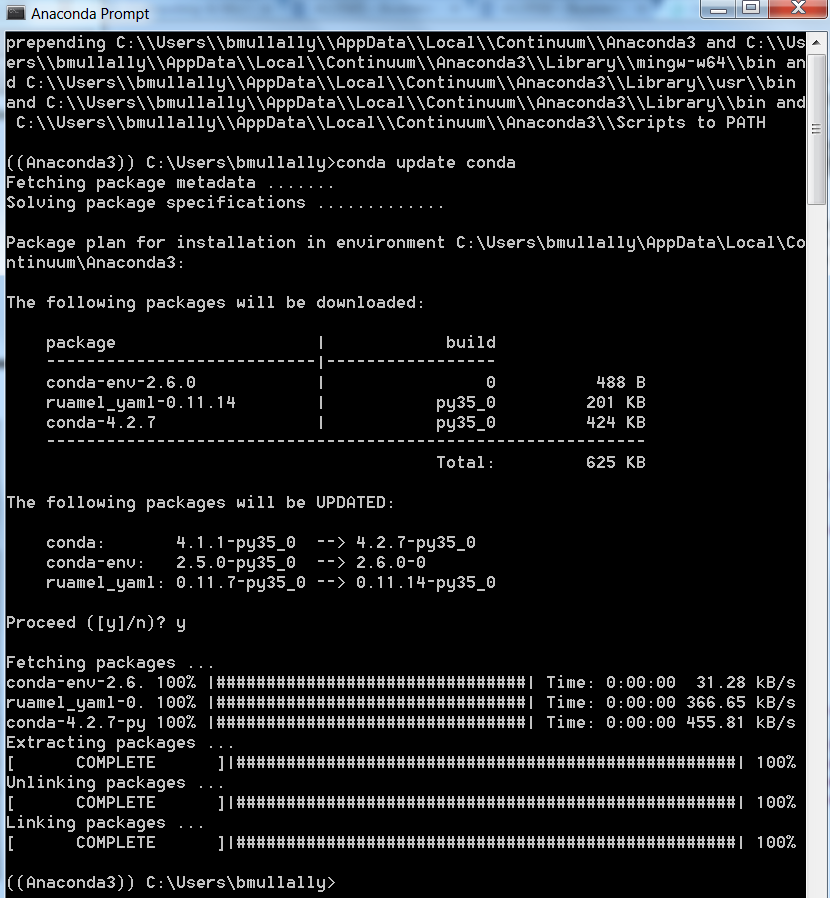 Anaconda Prompt
prepending C:\\Users\\bmullally\\AppData\\Local\\Continuum\\Anaconda3 and C:\\Us
ers\\bmullally\\AppData\\Local\\Continuum\\Anaconda3\\Library\\mingw-w64\\bin an
d C:\\Users\\bmullally\\AppData\\Local\\Continuum\\Anaconda3\\Library\\usr\\bin
and C:\\Users\\bmullally\\AppData\\Local\\Continuum\\Anaconda3\\Library\\bin and
 C:\\Users\\bmullally\\AppData\\Local\\Continuum\\Anaconda3\\Scripts to PATH
((Anaconda3)) C:\Users\bmullally>conda update conda
Fetching package metadata .......
Solving package specifications .............
Package plan for installation in environment C:\Users\bmullally\AppData\Local\Co
ntinuum\Anaconda3:
The following packages will be downloaded:
    package                    |            build
    ---------------------------|-----------------
    conda-env-2.6.0            |                0          488 B
    ruamel_yaml-0.11.14        |           py35_0         201 KB
    conda-4.2.7                |           py35_0         424 KB
    ------------------------------------------------------------
                                           Total:         625 KB
The following packages will be UPDATED:
    conda:       4.1.1-py35_0  --> 4.2.7-py35_0
    conda-env:   2.5.0-py35_0  --> 2.6.0-0
    ruamel_yaml: 0.11.7-py35_0 --> 0.11.14-py35_0
Proceed ([y]/n)? y
Fetching packages ...
conda-env-2.6. 100% |###############################| Time: 0:00:00  31.28 kB/s
ruamel_yaml-0. 100% |###############################| Time: 0:00:00 366.65 kB/s
conda-4.2.7-py 100% |###############################| Time: 0:00:00 455.81 kB/s
Extracting packages ...
[      COMPLETE      ]|##################################################| 100%
Unlinking packages ...
[      COMPLETE      ]|##################################################| 100%
Linking packages ...
[      COMPLETE      ]|##################################################| 100%
((Anaconda3)) C:\Users\bmullally>